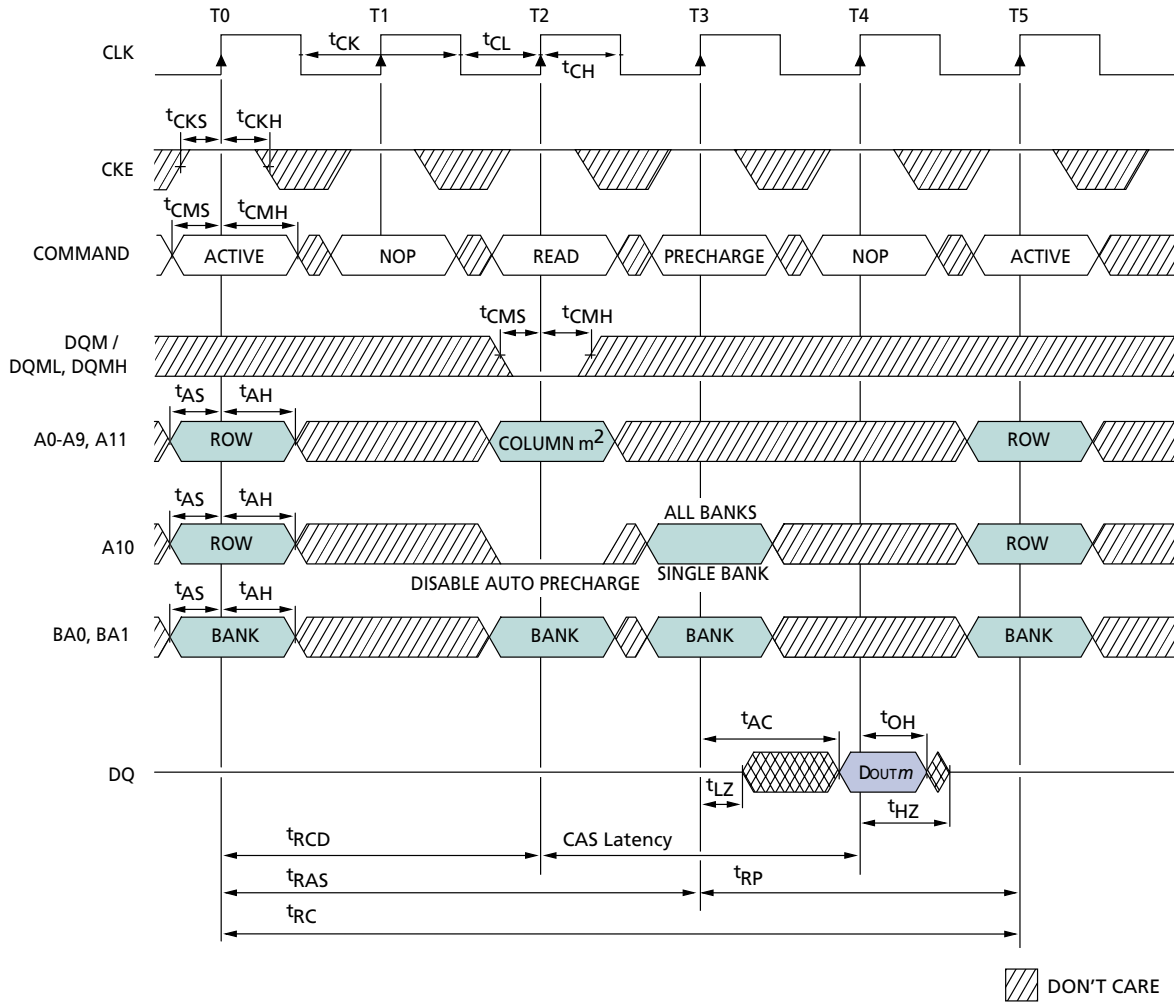 T0 T1 T2 T3 T4 T5
CLK tCK tCL tCH
tCKS tCKH
CKE
tCMS tCMH
COMMAND ACTIVE NOP READ PRECHARGE NOP ACTIVE
tCMS tCMH
DQM /
DQML, DQMH
tAS tAH
A0-A9, A11 ROW COLUMN m2 ROW
tAS tAH ALL BANKS
A10 ROW ROW
DISABLE AUTO PRECHARGE SINGLE BANK
tAS tAH
BA0, BA1 BANK BANK BANK BANK
tAC tOH
DQ DOUT m
tLZ tHZ
tRCD CAS Latency
tRAS tRP
tRC
DON'T CARE